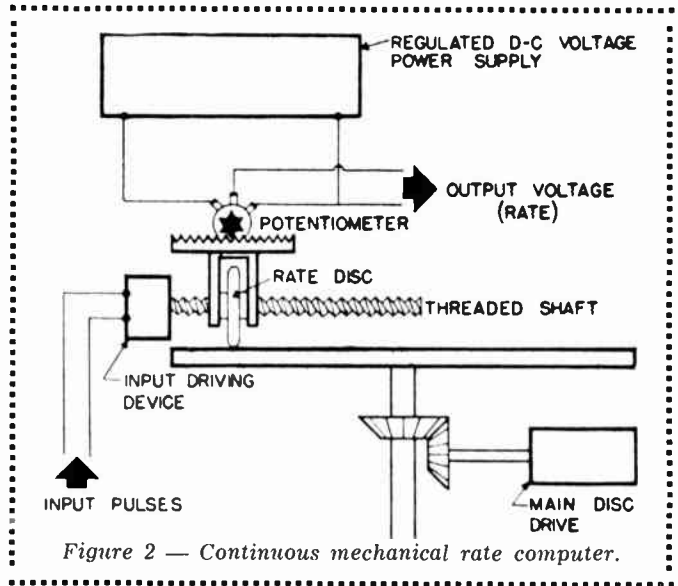 REGULATED D-C VOLTAGE
POWER SUPPLY
OUTPUT VOLTAGE
(RATE)
POTENTIOMETER
RATE DISC
THREADED SHAFT
INPUT DRIVING
DEVICE
INPUT PULSES
MAIN DISC
DRIVE
Figure 2 — Continuous mechanical rate computer.